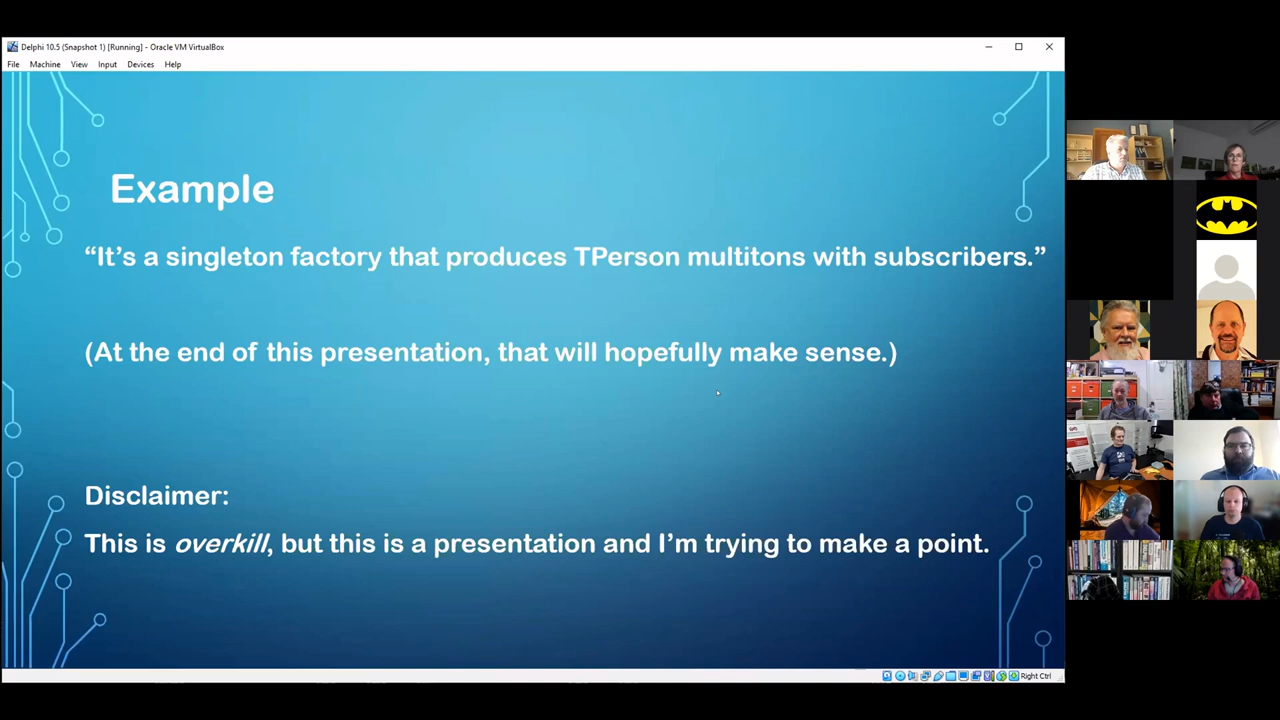 Delphi 10.5 (Snapshot 1) [Running] - Oracle VM VirtualBox
File Machine View Input Devices Help
Example
“It’s a singleton factory that produces TPerson multitons with subscribers.”
(At the end of this presentation, that will hopefully make sense.)
Disclaimer:
This is overkill, but this is a presentation and I’m trying to make a point.
Right Ctrl